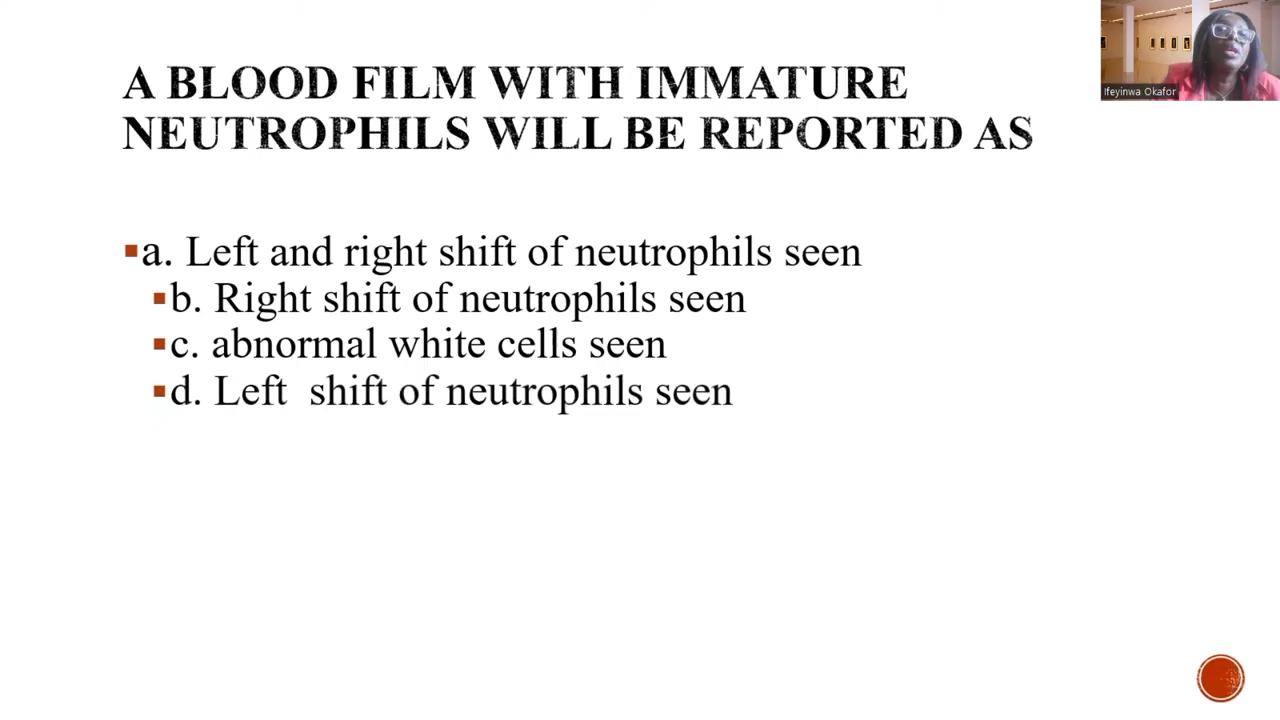 Ifeyinwa Okafor
A BLOOD FILM WITH IMMATURE
NEUTROPHILS WILL BE REPORTED AS
a. Left and right shift of neutrophils seen
b. Right shift of neutrophils seen
c. abnormal white cells seen
d. Left  shift of neutrophils seen